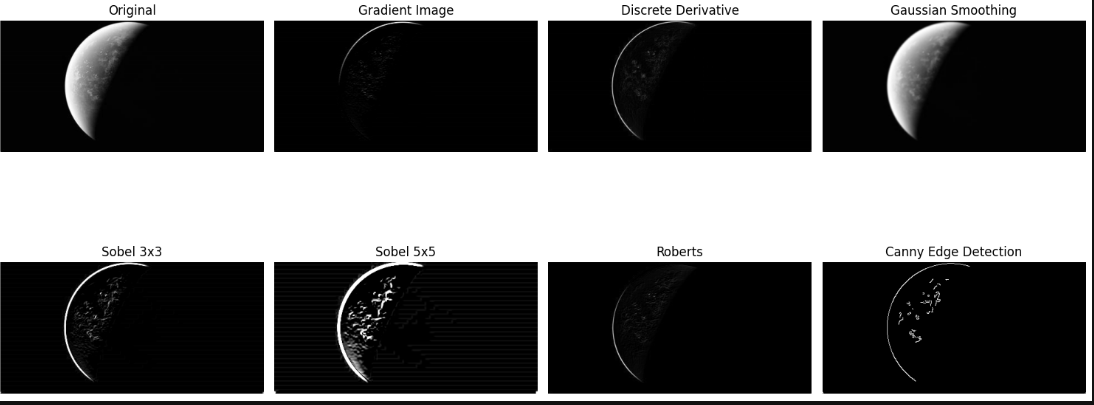 Original
Gradient Image
Discrete Derivative
Gaussian Smoothing
Sobel 3x3
Sobel 5x5
Roberts
Canny Edge Detection